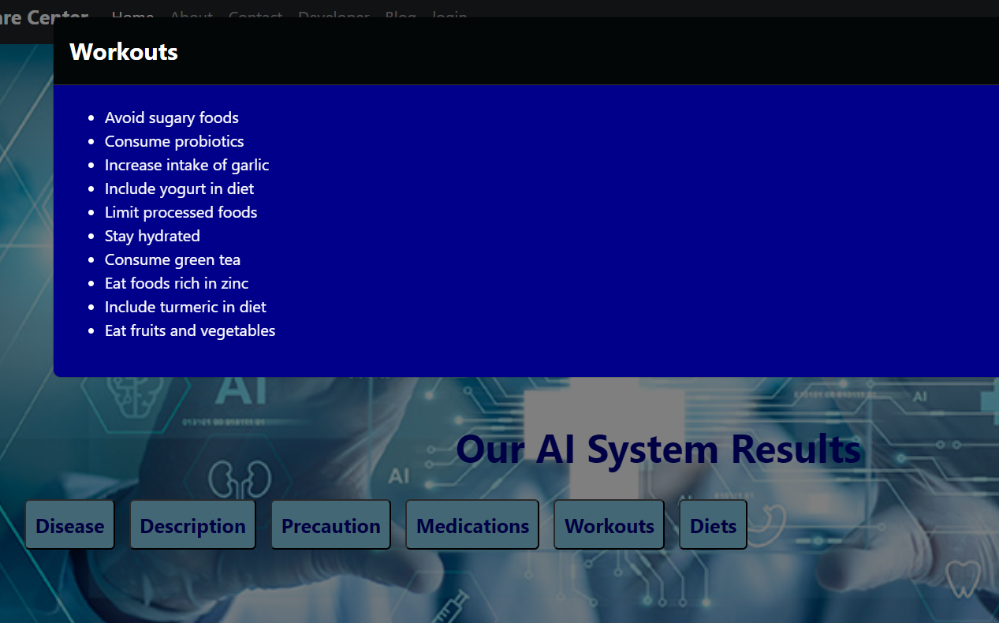 Care Center Home About Contact Developer Blog login
Workouts
Avoid sugary foods
Consume probiotics
Increase intake of garlic
Include yogurt in diet
Limit processed foods
Stay hydrated
Consume green tea
Eat foods rich in zinc
Include turmeric in diet
Eat fruits and vegetables
AI
AI
Our AI System Results
AI
Disease Description Precaution Medications Workouts Diets